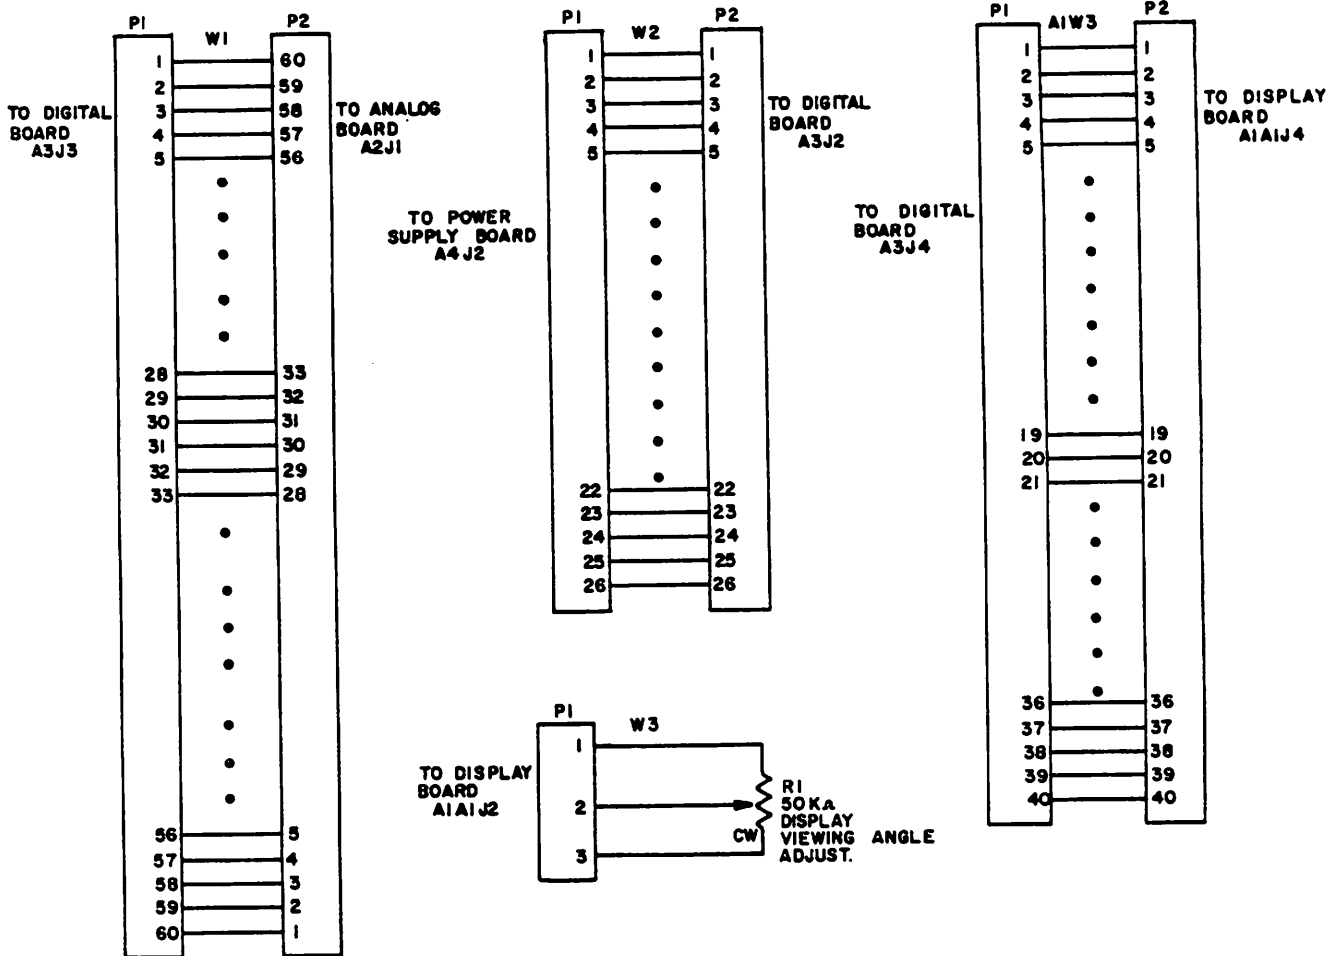 P1 W1 P2
1 60
2 59
3 58
4 57
5 56
TO DIGITAL
BOARD
A3J3
TO ANALOG
BOARD
A2J1
28 33
29 32
30 31
31 30
32 29
33 28
56 5
57 4
58 3
59 2
60 1
P1 W2 P2
1 1
2 2
3 3
4 4
5 5
TO POWER
SUPPLY BOARD
A4J2
TO DIGITAL
BOARD
A3J2
22 22
23 23
24 24
25 25
26 26
P1 A1W3 P2
1 1
2 2
3 3
4 4
5 5
TO DIGITAL
BOARD
A3J4
TO DISPLAY
BOARD
A1A1J4
19 19
20 20
21 21
36 36
37 37
38 38
39 39
40 40
P1 W3
1
2
3
TO DISPLAY
BOARD
A1A1J2
CW
R1
50KΩ
DISPLAY
VIEWING ANGLE
ADJUST.